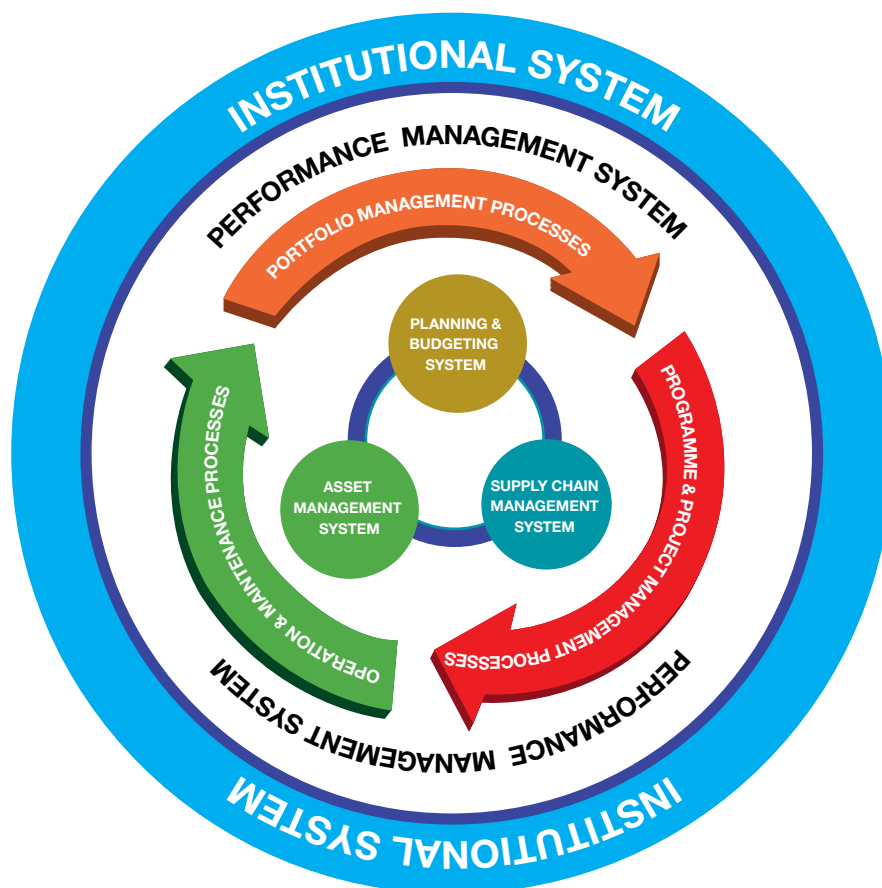 INSTITUTIONAL SYSTEM
PERFORMANCE MANAGEMENT SYSTEM
PORTFOLIO MANAGEMENT PROCESSES
PLANNING &
BUDGETING
SYSTEM
PROGRAMME & PROJECT MANAGEMENT PROCESSES
ASSET
MANAGEMENT
SYSTEM
SUPPLY CHAIN
MANAGEMENT
SYSTEM
OPERATION & MAINTENANCE PROCESSES
PERFORMANCE MANAGEMENT SYSTEM
INSTITUTIONAL SYSTEM